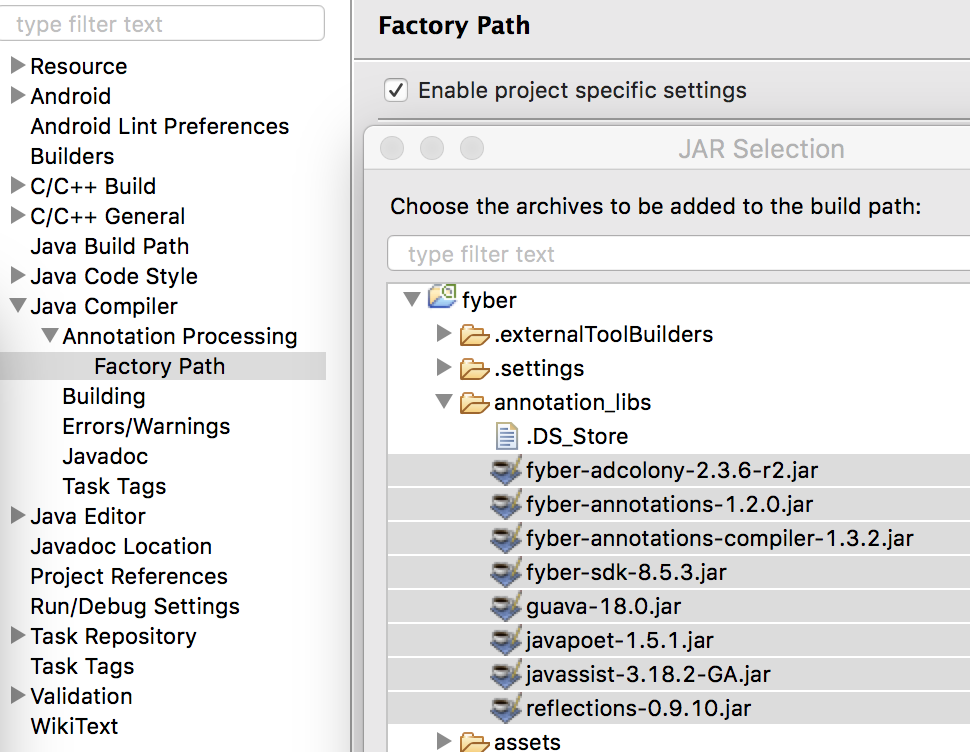 type filter text
Resource
Android
Android Lint Preferences
Builders
C/C++ Build
C/C++ General
Java Build Path
Java Code Style
Java Compiler
Annotation Processing
Factory Path
Building
Errors/Warnings
Javadoc
Task Tags
Java Editor
Javadoc Location
Project References
Run/Debug Settings
Task Repository
Task Tags
Validation
WikiText
Factory Path
Enable project specific settings
JAR Selection
Choose the archives to be added to the build path:
type filter text
fyber
.externalToolBuilders
.settings
annotation_libs
.DS_Store
fyber-adcolony-2.3.6-r2.jar
fyber-annotations-1.2.0.jar
fyber-annotations-compiler-1.3.2.jar
fyber-sdk-8.5.3.jar
guava-18.0.jar
javapoet-1.5.1.jar
javassist-3.18.2-GA.jar
reflections-0.9.10.jar
assets